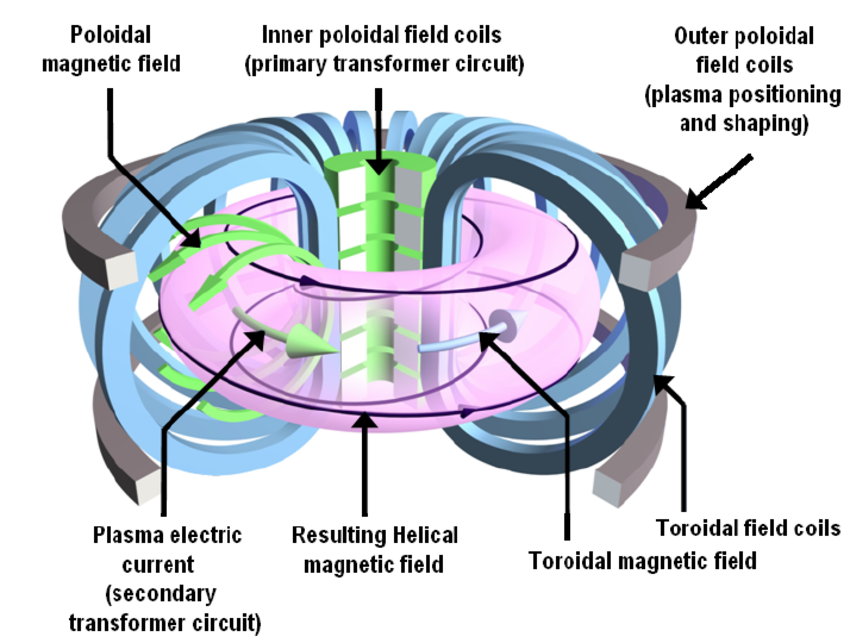 Poloidal
magnetic field
Inner poloidal field coils
(primary transformer circuit)
Outer poloidal
field coils
(plasma positioning
and shaping)
Plasma electric
current
(secondary
transformer circuit)
Resulting Helical
magnetic field
Toroidal magnetic field
Toroidal field coils